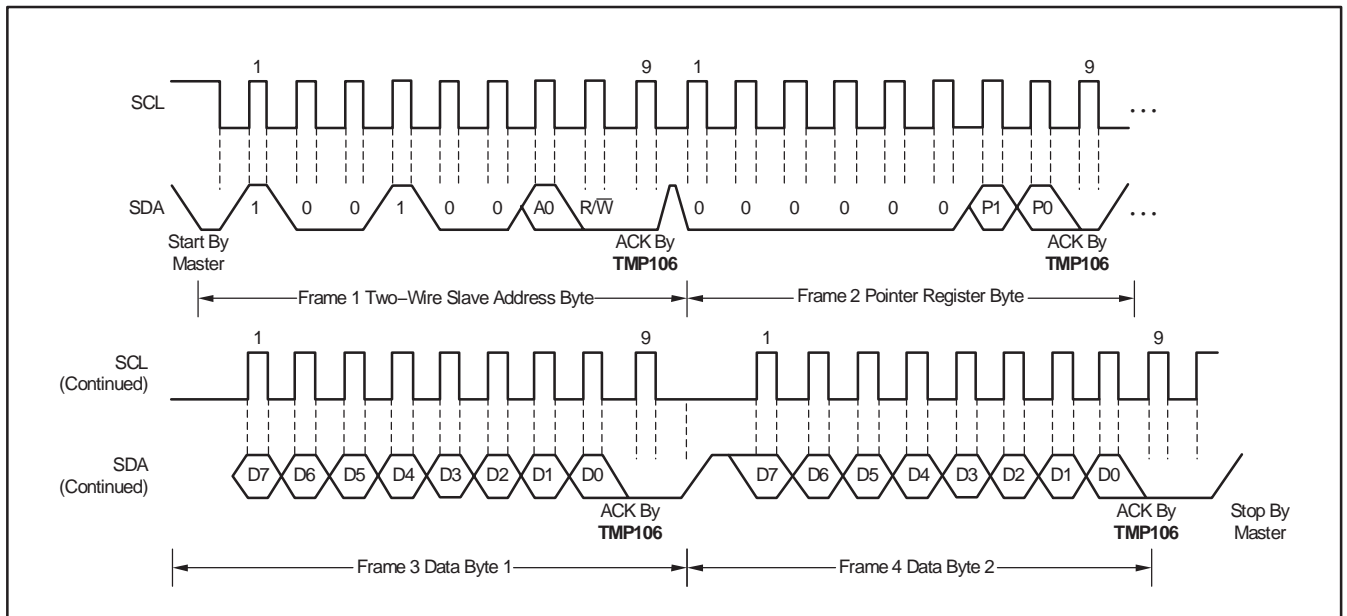 1 9 1 9
SCL ...
SDA 1 0 0 1 0 0 A0 R/W̅ 0 0 0 0 0 0 P1 P0 ...
Start By Master
ACK By TMP106
ACK By TMP106
Frame 1 Two−Wire Slave Address Byte
Frame 2 Pointer Register Byte
1 9 1 9
SCL (Continued)
SDA (Continued) D7 D6 D5 D4 D3 D2 D1 D0 D7 D6 D5 D4 D3 D2 D1 D0
ACK By TMP106
ACK By TMP106
Stop By Master
Frame 3 Data Byte 1
Frame 4 Data Byte 2